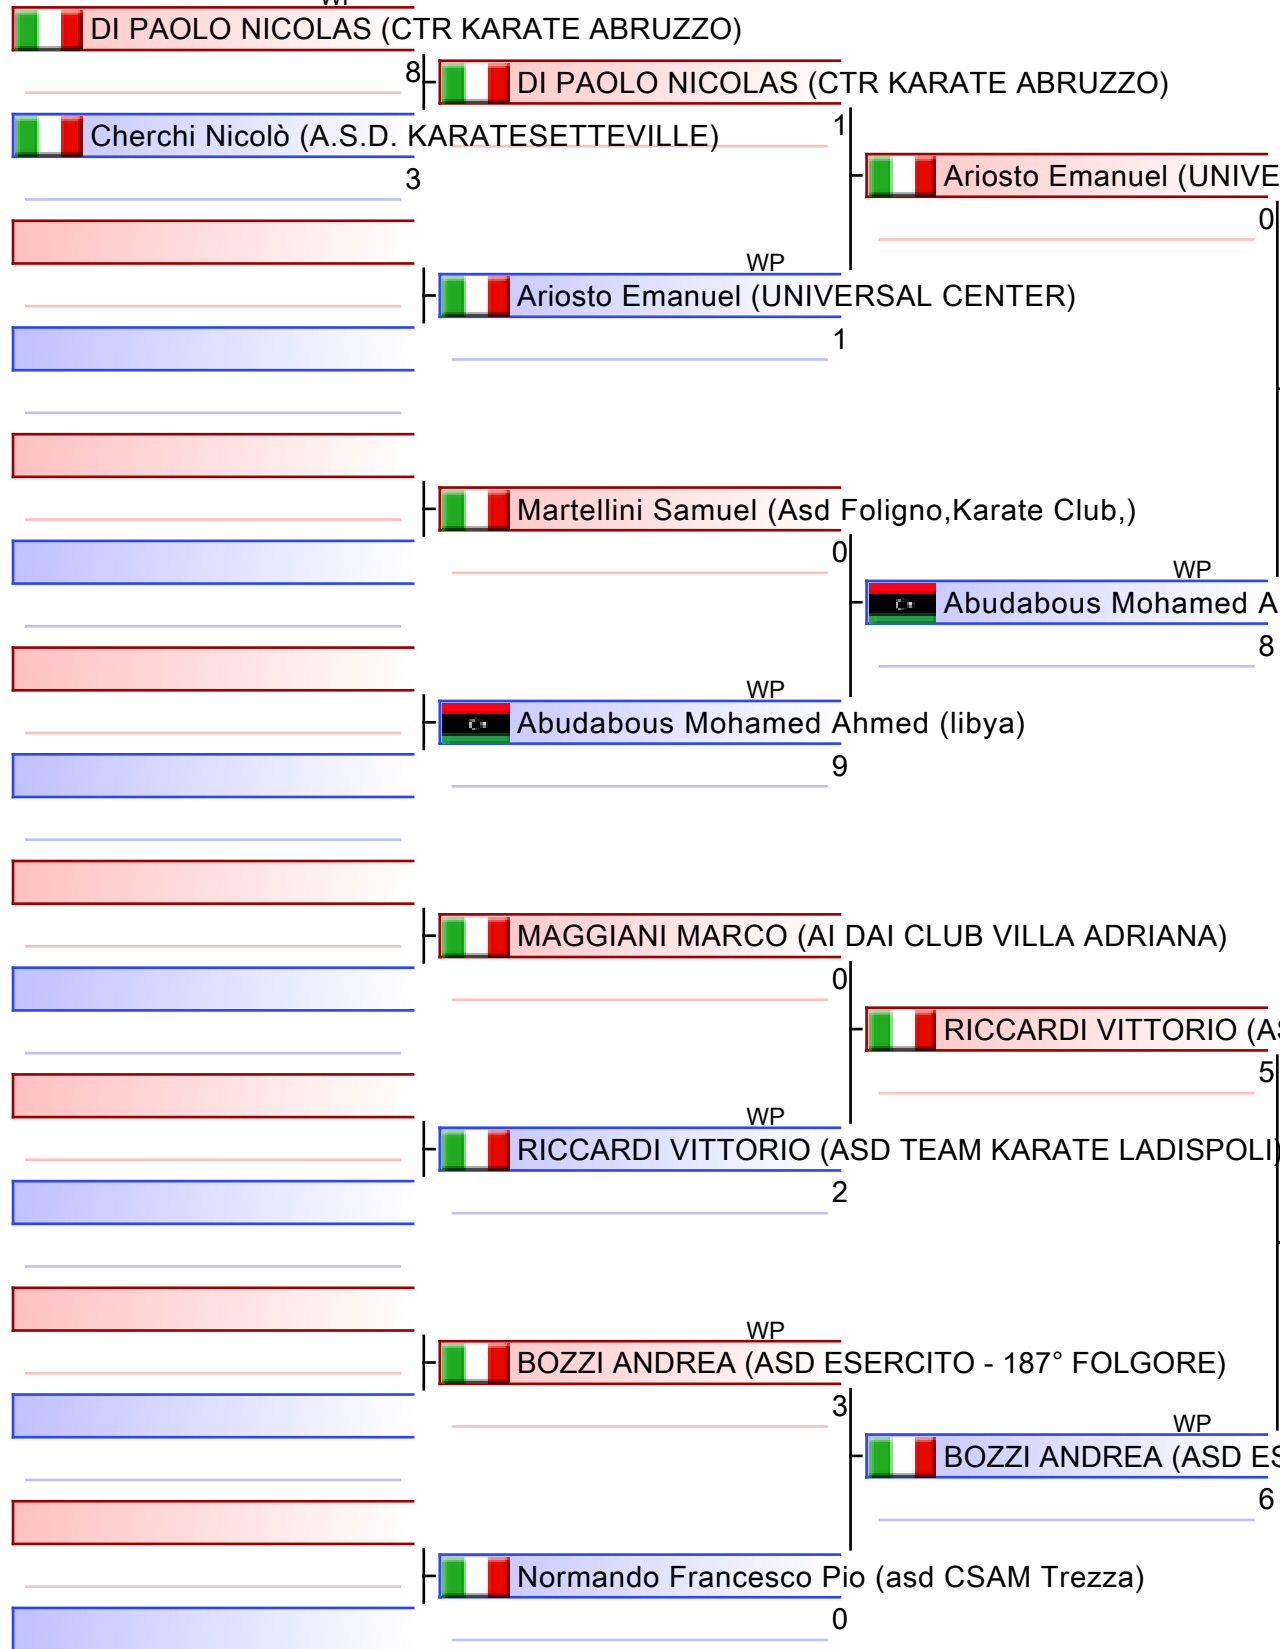 WP
DI PAOLO NICOLAS (CTR KARATE ABRUZZO)
8
DI PAOLO NICOLAS (CTR KARATE ABRUZZO)
1
Cherchi Nicolò (A.S.D. KARATESETTEVILLE)
3
Ariosto Emanuel (UNIVE
0
WP
Ariosto Emanuel (UNIVERSAL CENTER)
1
Martellini Samuel (Asd Foligno,Karate Club,)
0
WP
Abudabous Mohamed A
8
WP
Abudabous Mohamed Ahmed (libya)
9
MAGGIANI MARCO (AI DAI CLUB VILLA ADRIANA)
0
RICCARDI VITTORIO (AS
5
WP
RICCARDI VITTORIO (ASD TEAM KARATE LADISPOLI)
2
WP
BOZZI ANDREA (ASD ESERCITO - 187° FOLGORE)
3
WP
BOZZI ANDREA (ASD ES
6
Normando Francesco Pio (asd CSAM Trezza)
0